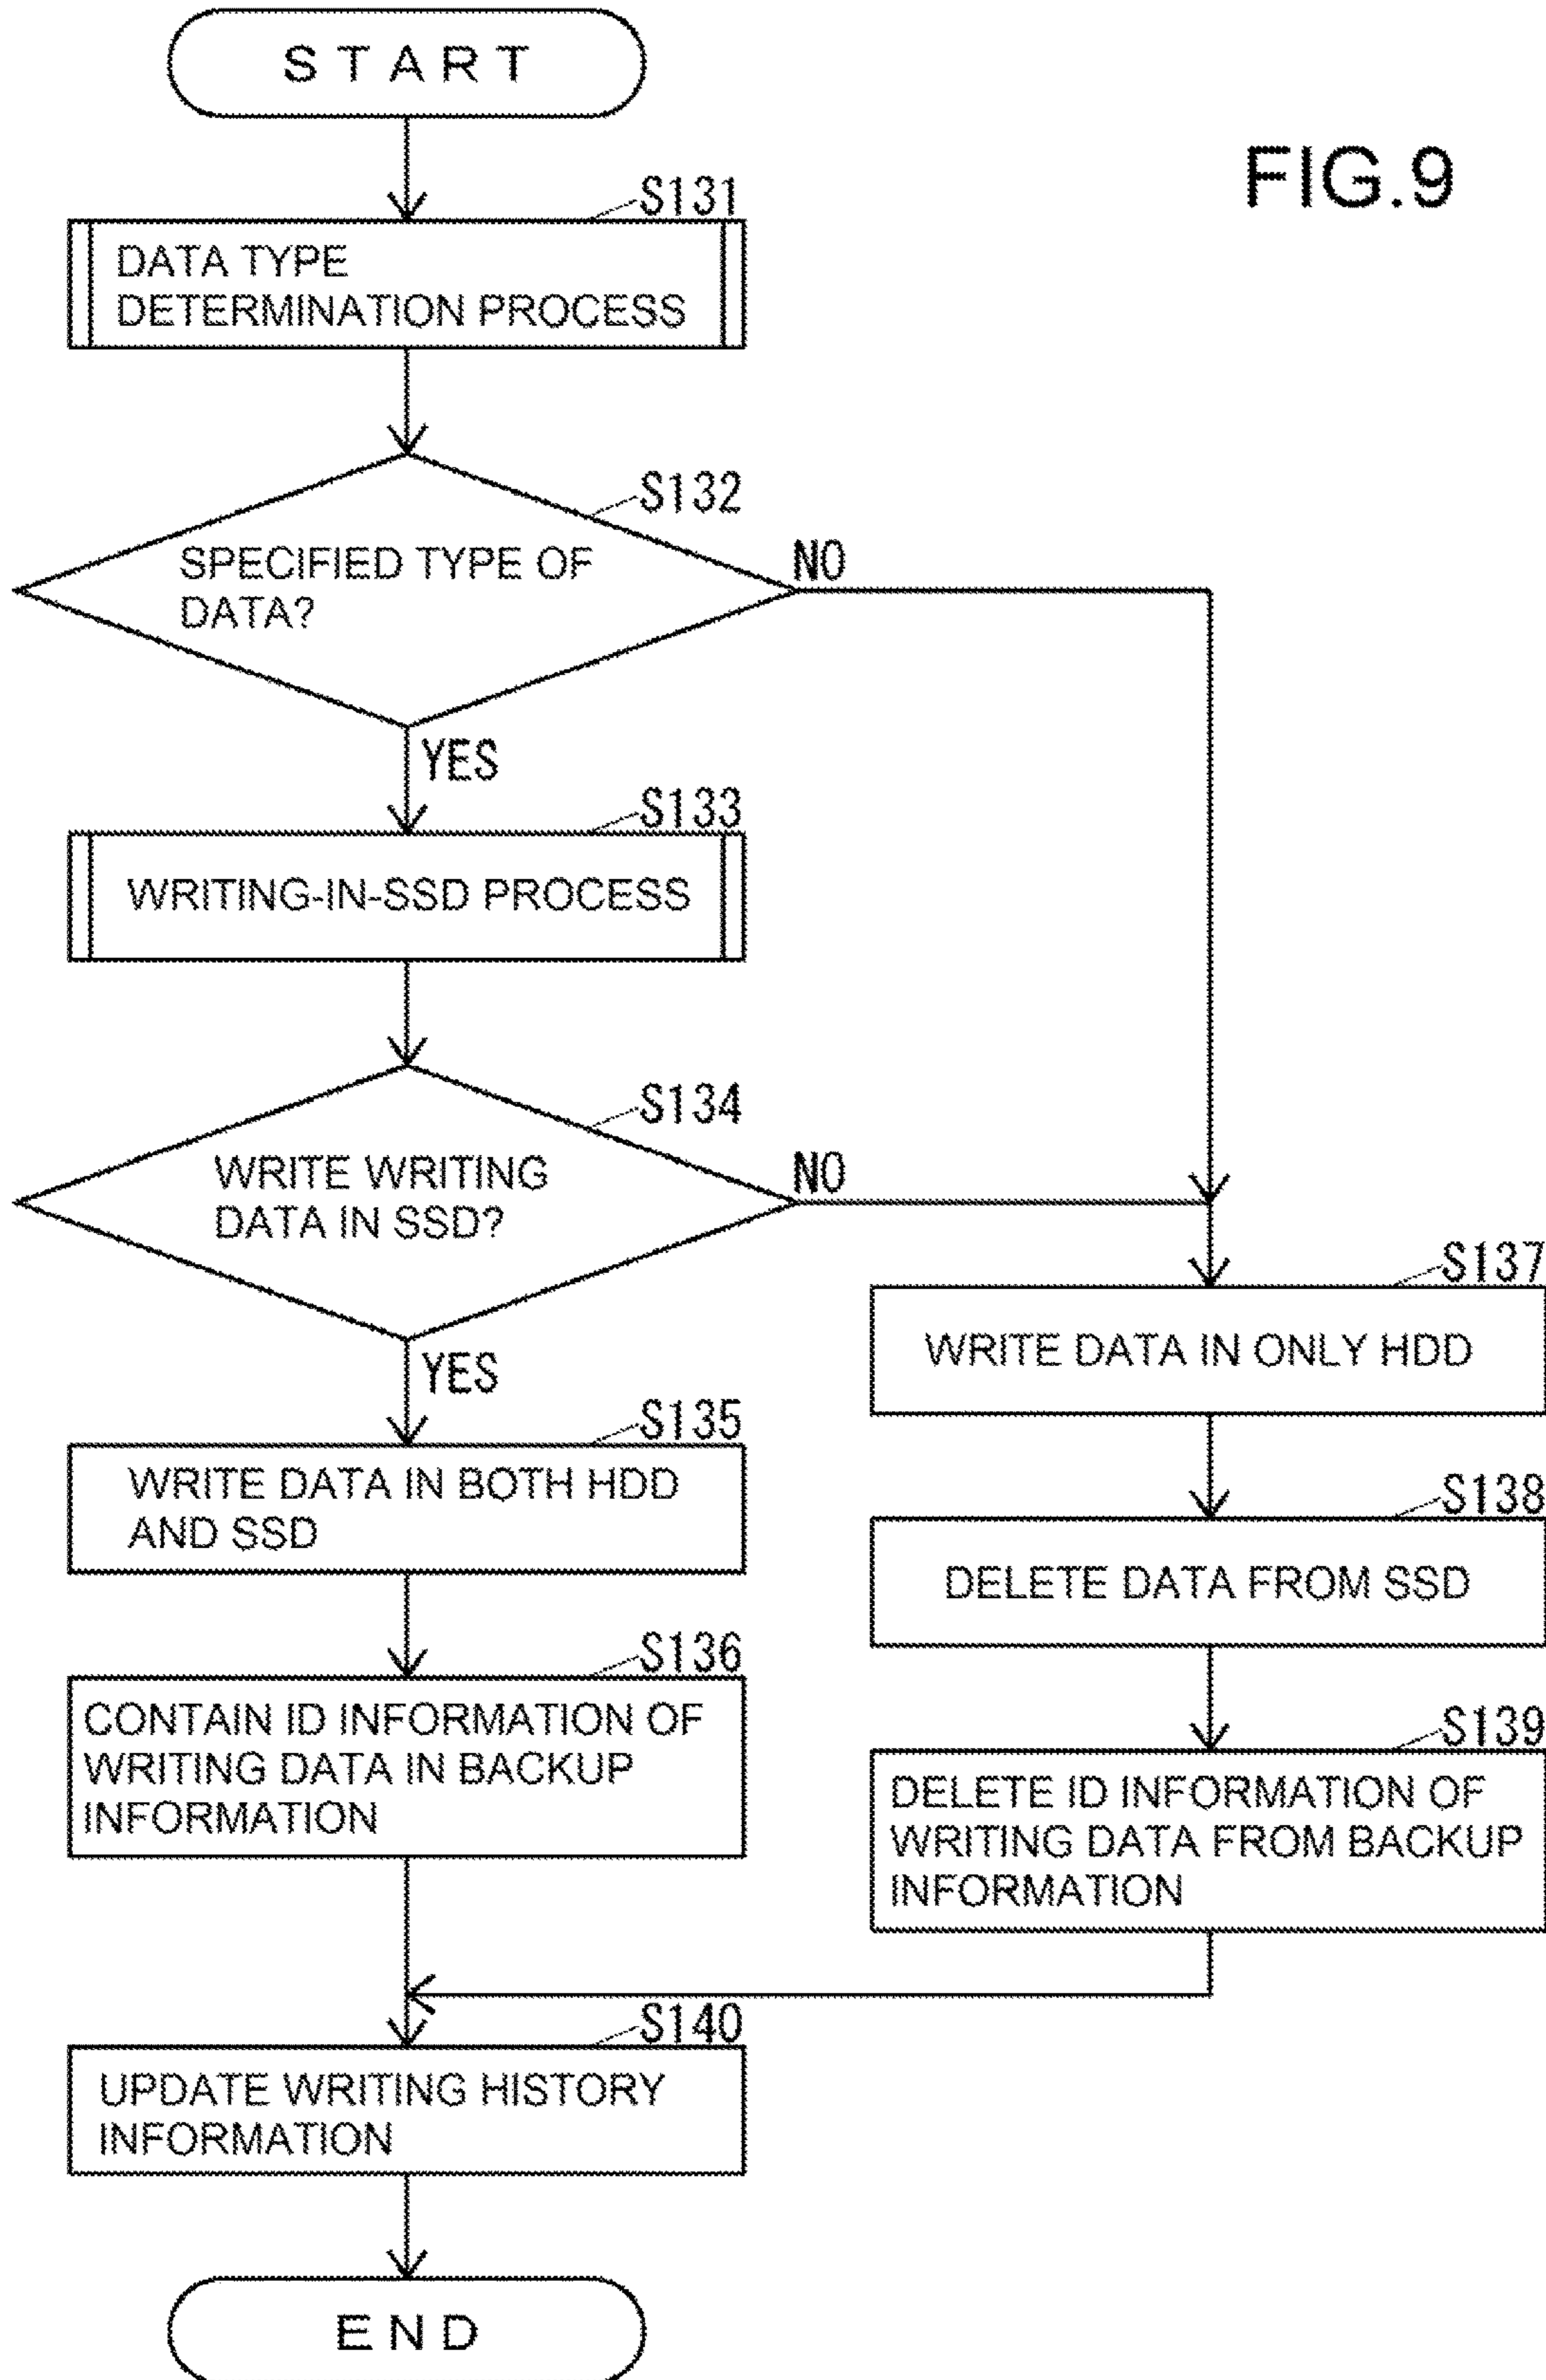 START
FIG.9
S131
DATA TYPE
DETERMINATION PROCESS
S132
SPECIFIED TYPE OF
DATA?
NO
YES
S133
WRITING-IN-SSD PROCESS
S134
WRITE WRITING
DATA IN SSD?
NO
YES
S135
WRITE DATA IN BOTH HDD
AND SSD
S136
CONTAIN ID INFORMATION OF
WRITING DATA IN BACKUP
INFORMATION
S137
WRITE DATA IN ONLY HDD
S138
DELETE DATA FROM SSD
S139
DELETE ID INFORMATION OF
WRITING DATA FROM BACKUP
INFORMATION
S140
UPDATE WRITING HISTORY
INFORMATION
END